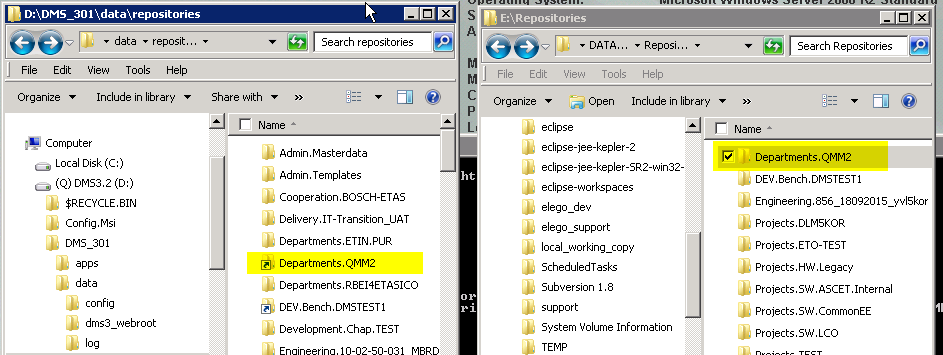 Operating System:
Microsoft Windows Server 2008 R2 Standard
D:\DMS_301\data\repositories
data
reposit...
Search repositories
File Edit View Tools Help
Organize Include in library Share with »
Computer
Local Disk (C:)
(Q) DMS3.2 (D:)
$RECYCLE.BIN
Config.Msi
DMS_301
apps
data
config
dms3_webroot
log
Name
Admin.Masterdata
Admin.Templates
Cooperation.BOSCH-ETAS
Delivery.IT-Transition_UAT
Departments.ETIN.PUR
Departments.QMM2
Departments.RBEI4ETASICO
DEV.Bench.DMSTEST1
Development.Chap.TEST
Engineering.10-02-50-031_MBRD
E:\Repositories
DATA...
Reposi...
Search Repositories
File Edit View Tools Help
Organize Open Include in library »
eclipse
eclipse-jee-kepler-2
eclipse-jee-kepler-SR2-win32-
eclipse-workspaces
elego_dev
elego_support
local_working_copy
ScheduledTasks
Subversion 1.8
support
System Volume Information
TEMP
Name
Departments.QMM2
DEV.Bench.DMSTEST1
Engineering.856_18092015_yvl5kor
Projects.DLM5KOR
Projects.ETO-TEST
Projects.HW.Legacy
Projects.SW.ASCET.Internal
Projects.SW.CommonEE
Projects.SW.LCO
Projects.TEST